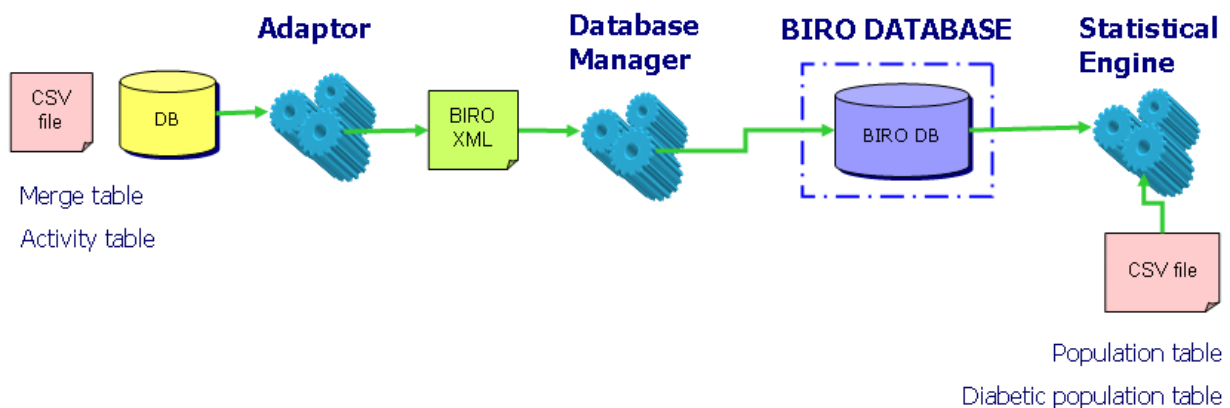 Adaptor
Database
Manager
BIRO DATABASE
Statistical
Engine
CSV
file
DB
BIRO
XML
BIRO DB
Merge table
Activity table
CSV file
Population table
Diabetic population table